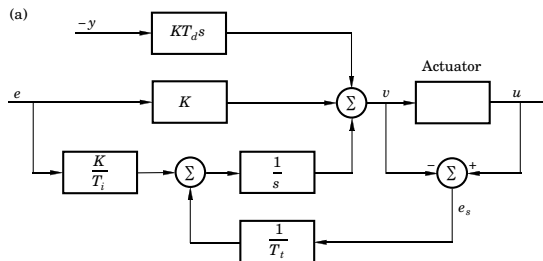 (a)
−y
KT_d s
Actuator
e
K
Σ
v
u
K
T_i
Σ
1
s
− Σ +
e_s
1
T_t